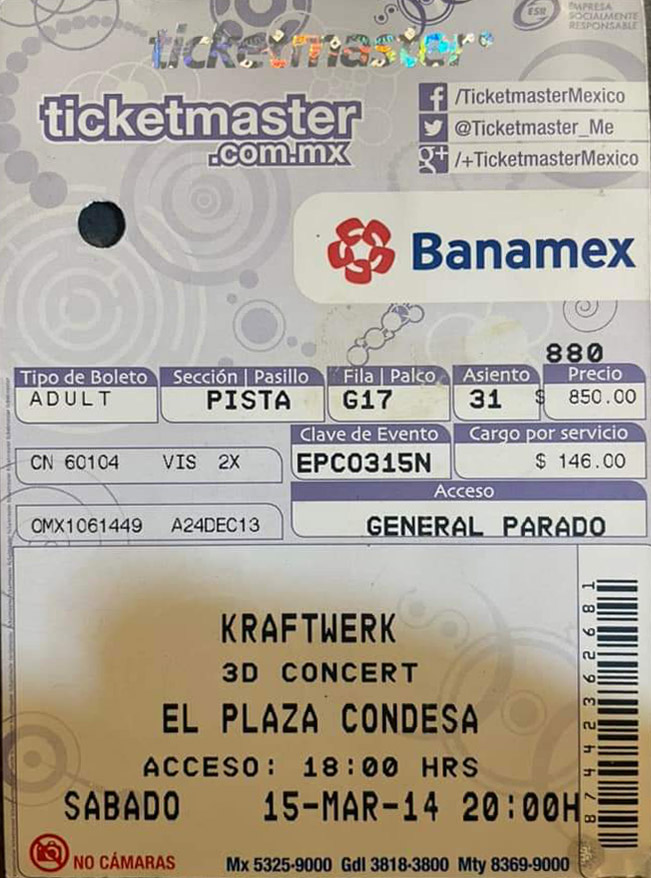 ticketmaster
ESR EMPRESA SOCIALMENTE RESPONSABLE
ticketmaster
.com.mx
f /TicketmasterMexico
@Ticketmaster_Me
g+ /+TicketmasterMexico
Banamex
880
Tipo de Boleto Sección | Pasillo Fila | Palco Asiento Precio
ADULT PISTA G17 31 $ 850.00
Clave de Evento Cargo por servicio
CN 60104 VIS 2X EPC0315N $ 146.00
Acceso
OMX1061449 A24DEC13 GENERAL PARADO
KRAFTWERK
3D CONCERT
EL PLAZA CONDESA
ACCESO: 18:00 HRS
SABADO 15-MAR-14 20:00H
874442362681
NO CÁMARAS Mx 5325-9000 Gdl 3818-3800 Mty 8369-9000